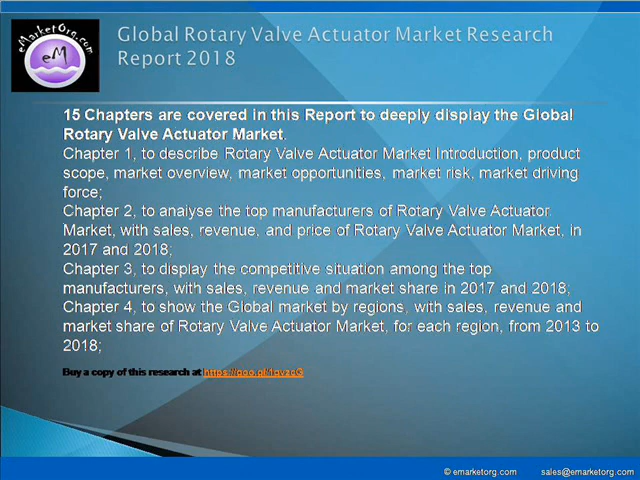 eMarketOrg.com
eM
Global Rotary Valve Actuator Market Research
Report 2018
15 Chapters are covered in this Report to deeply display the Global
Rotary Valve Actuator Market.
Chapter 1, to describe Rotary Valve Actuator Market Introduction, product
scope, market overview, market opportunities, market risk, market driving
force;
Chapter 2, to analyse the top manufacturers of Rotary Valve Actuator
Market, with sales, revenue, and price of Rotary Valve Actuator Market, in
2017 and 2018;
Chapter 3, to display the competitive situation among the top
manufacturers, with sales, revenue and market share in 2017 and 2018;
Chapter 4, to show the Global market by regions, with sales, revenue and
market share of Rotary Valve Actuator Market, for each region, from 2013 to
2018;
Buy a copy of this research at
© emarketorg.com sales@emarketorg.com